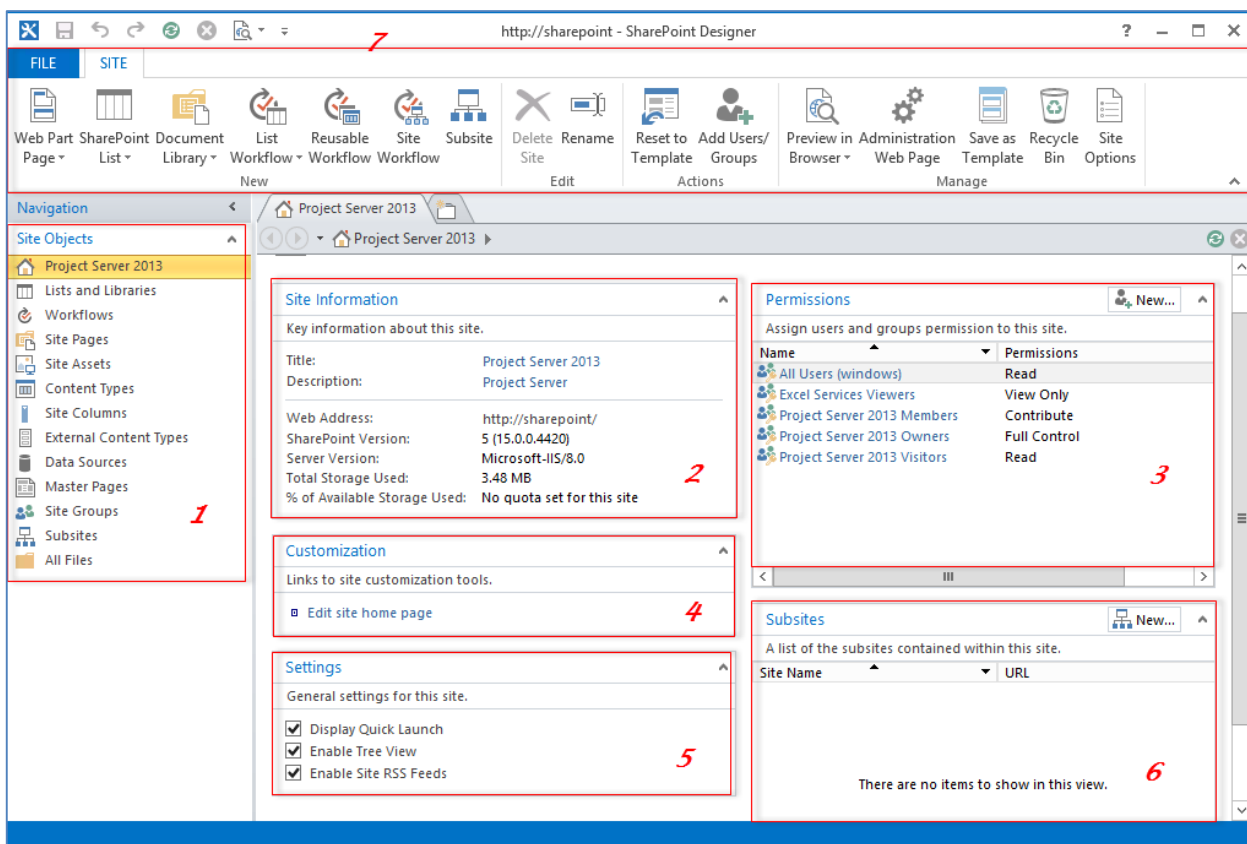 http://sharepoint - SharePoint Designer
?
7
FILE SITE
Web Part Page
SharePoint List
Document Library
List Workflow
Reusable Workflow
Site Workflow
Subsite
Delete Site
Rename
Reset to Template
Add Users/ Groups
Preview in Browser
Administration Web Page
Save as Template
Recycle Bin
Site Options
New Edit Actions Manage
Navigation
Site Objects
Project Server 2013
Lists and Libraries
Workflows
Site Pages
Site Assets
Content Types
Site Columns
External Content Types
Data Sources
Master Pages
Site Groups
Subsites
All Files
1
Project Server 2013
Project Server 2013
Site Information
Key information about this site.
Title: Project Server 2013
Description: Project Server
Web Address: http://sharepoint/
SharePoint Version: 5 (15.0.0.4420)
Server Version: Microsoft-IIS/8.0
Total Storage Used: 3.48 MB
% of Available Storage Used: No quota set for this site
2
Customization
Links to site customization tools.
Edit site home page
4
Settings
General settings for this site.
Display Quick Launch
Enable Tree View
Enable Site RSS Feeds
5
Permissions New...
Assign users and groups permission to this site.
Name Permissions
All Users (windows) Read
Excel Services Viewers View Only
Project Server 2013 Members Contribute
Project Server 2013 Owners Full Control
Project Server 2013 Visitors Read
3
Subsites New...
A list of the subsites contained within this site.
Site Name URL
There are no items to show in this view.
6